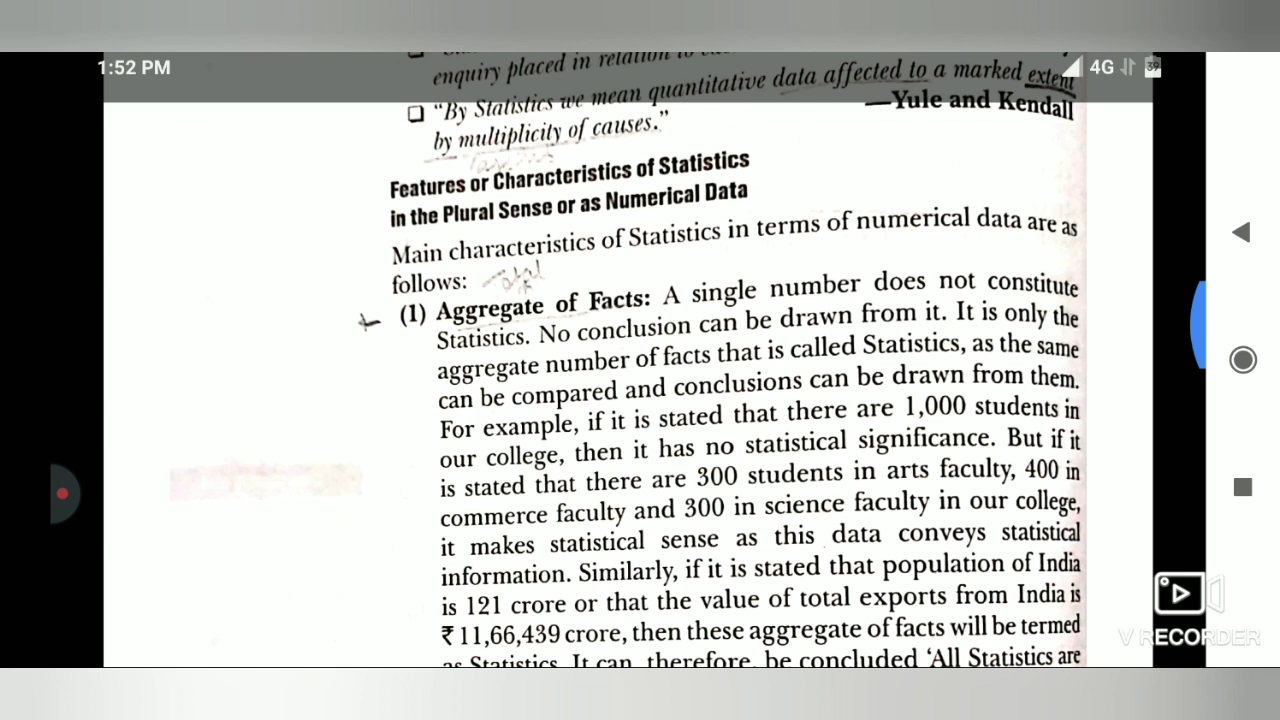 1:52 PM
4G
39
enquiry placed in relation to
❑ "By Statistics we mean quantitative data affected to a marked extent
by multiplicity of causes."
—Yule and Kendall
Features or Characteristics of Statistics
in the Plural Sense or as Numerical Data
Main characteristics of Statistics in terms of numerical data are as
follows:
(1) Aggregate of Facts: A single number does not constitute
Statistics. No conclusion can be drawn from it. It is only the
aggregate number of facts that is called Statistics, as the same
can be compared and conclusions can be drawn from them.
For example, if it is stated that there are 1,000 students in
our college, then it has no statistical significance. But if it
is stated that there are 300 students in arts faculty, 400 in
commerce faculty and 300 in science faculty in our college,
it makes statistical sense as this data conveys statistical
information. Similarly, if it is stated that population of India
is 121 crore or that the value of total exports from India is
₹11,66,439 crore, then these aggregate of facts will be termed
as Statistics. It can, therefore, be concluded 'All Statistics are
V RECORDER